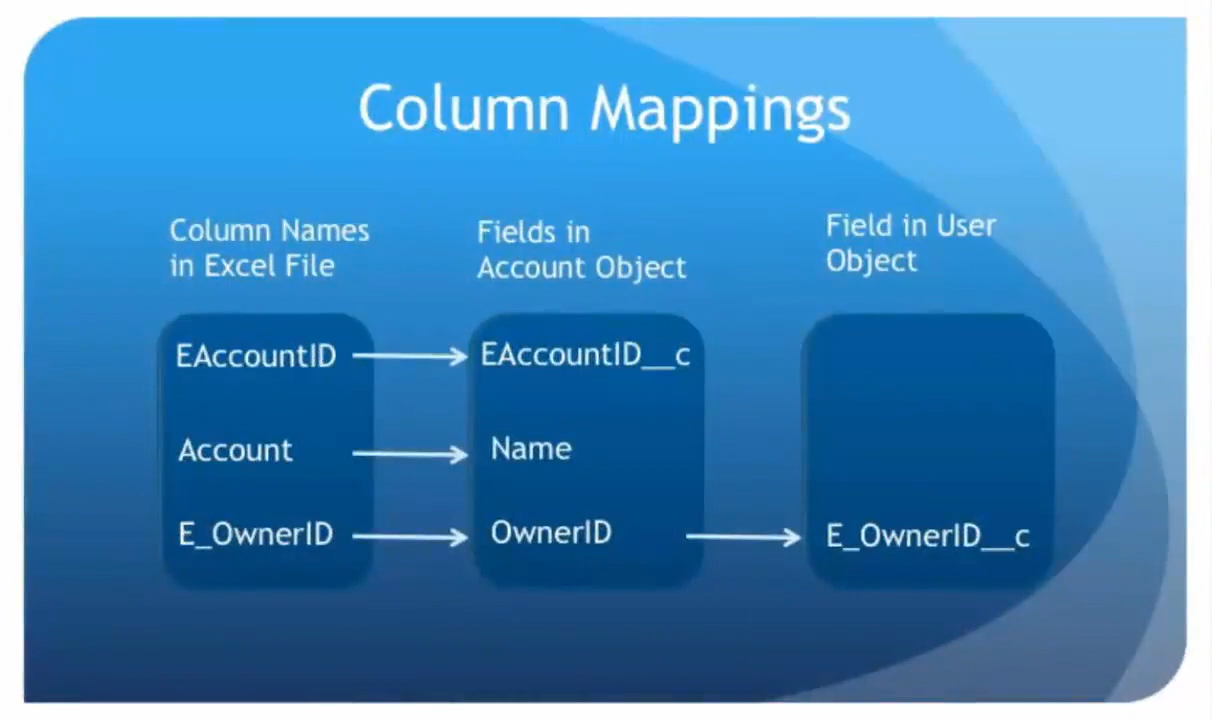 Column Mappings
Column Names
in Excel File
Fields in
Account Object
Field in User
Object
EAccountID
EAccountID__c
Account
Name
E_OwnerID
OwnerID
E_OwnerID__c